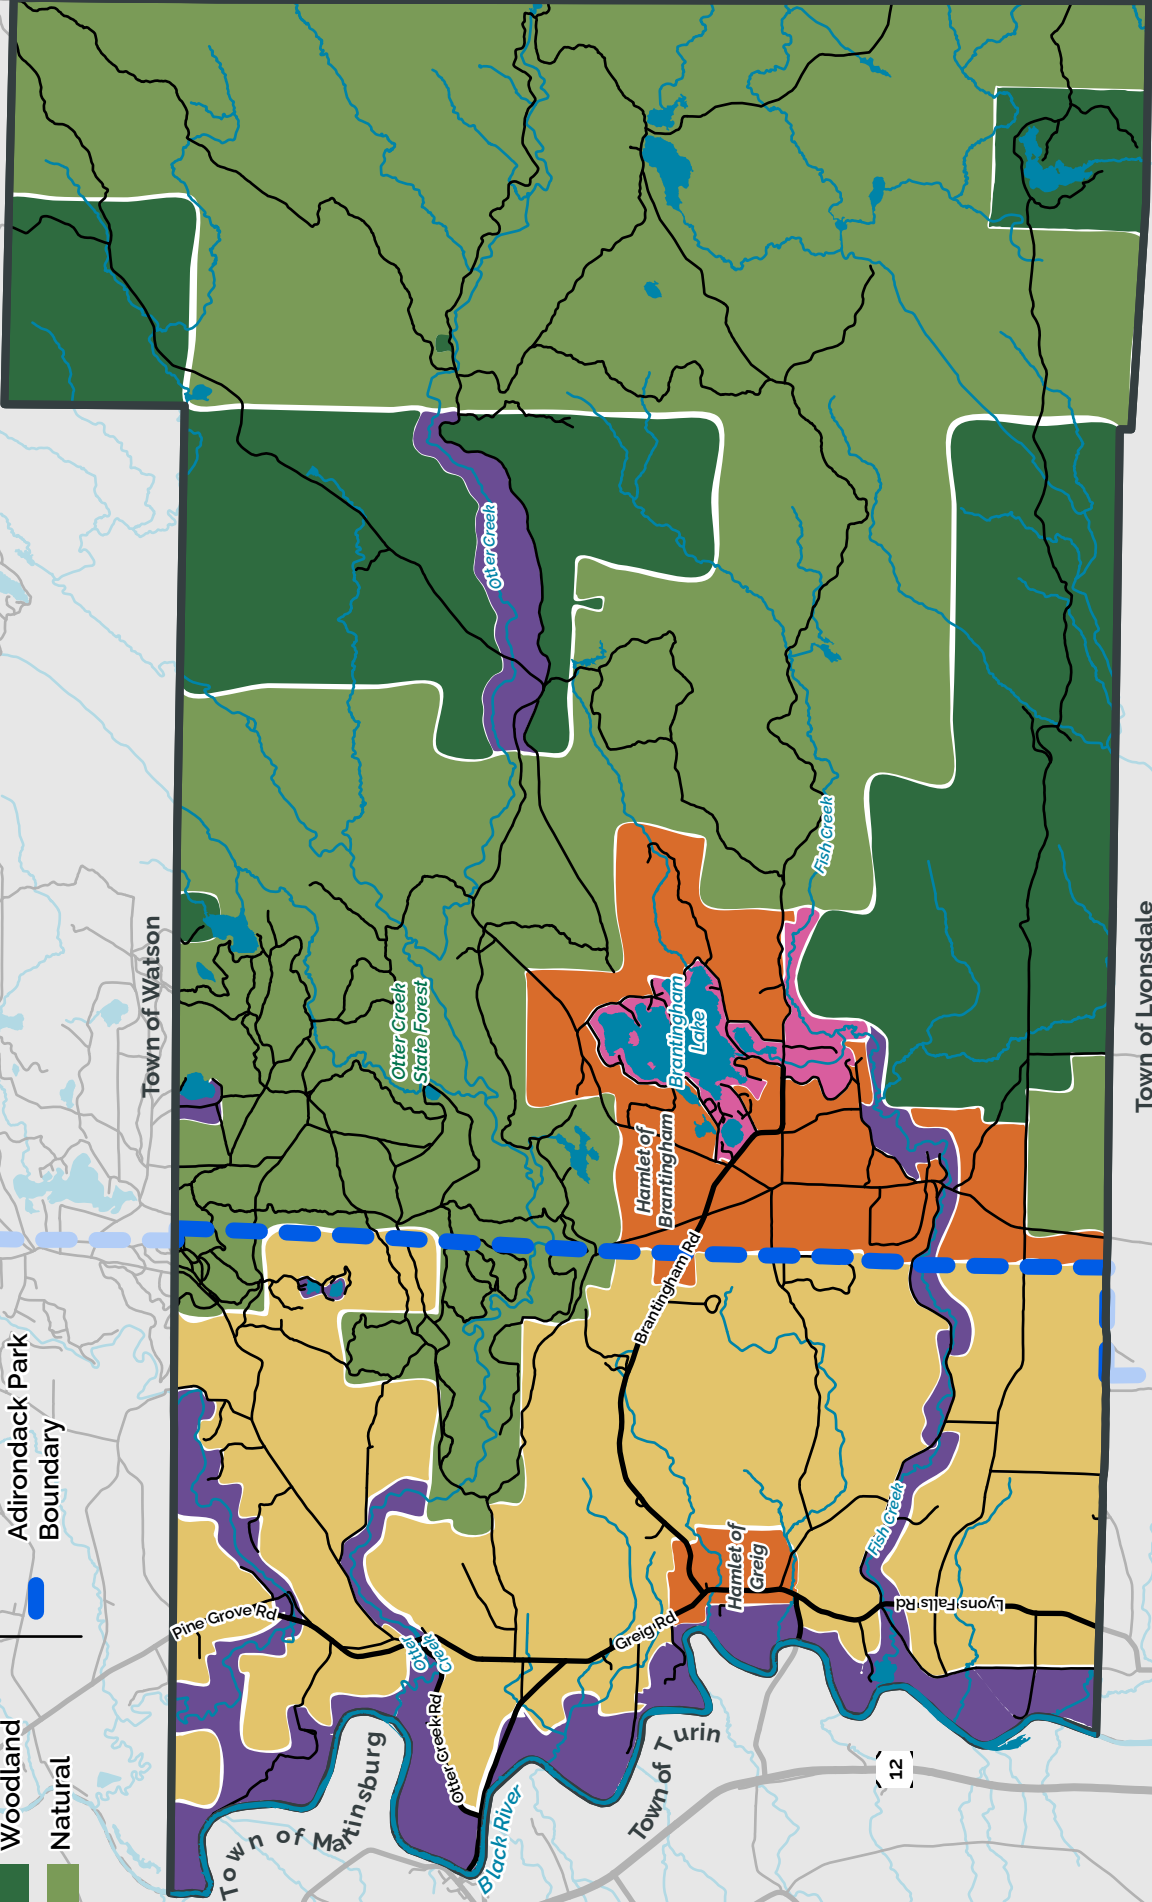 Adirondack Park
Boundary
Woodland
Natural
Town of Watson
Town of Lyonsdale
Otter Creek
Fish Creek
Otter Creek
State Forest
Brantingham
Lake
Hamlet of
Brantingham
Brantingham Rd
Hamlet of
Greig
Fish Creek
Pine Grove Rd
Otter
Creek
Greig Rd
Lyons Falls Rd
Otter Creek Rd
Town of Martinsburg
Town of Turin
Black River
12